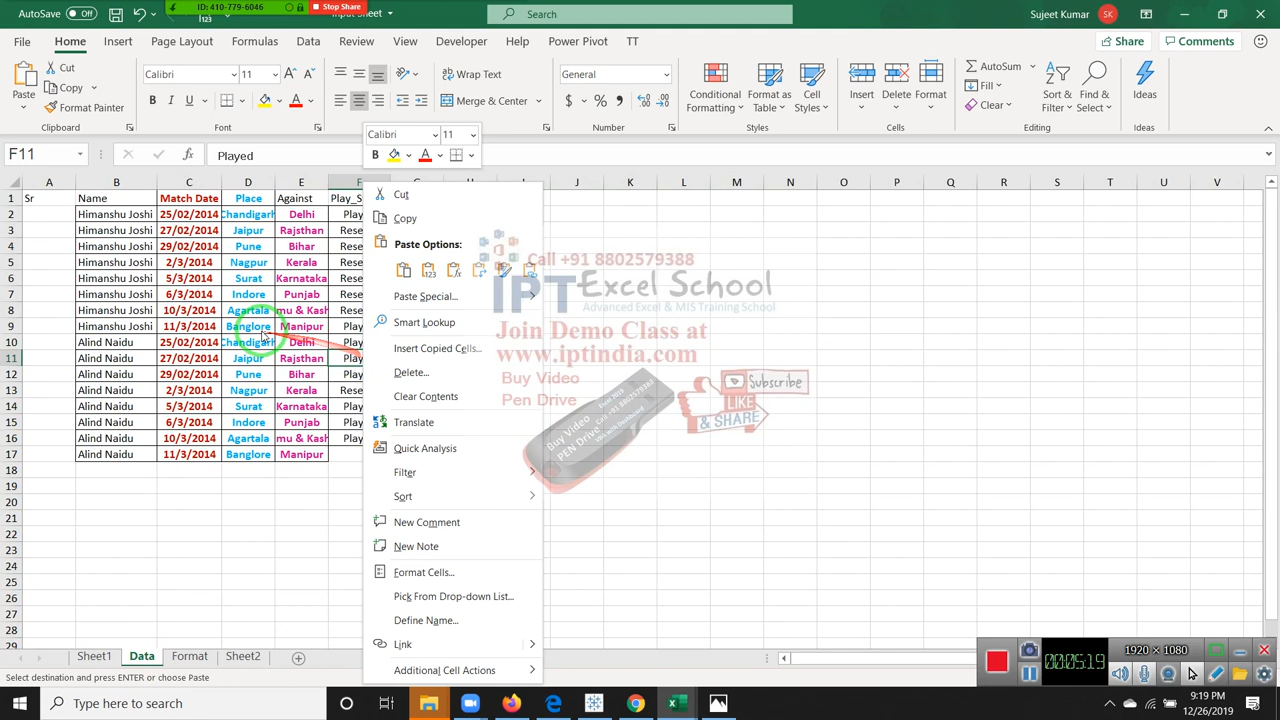 AutoSave Off
ID: 410-779-6046
Stop Share
Input Sheet
Search
Sujeet Kumar SK
File Home Insert Page Layout Formulas Data Review View Developer Help Power Pivot TT
Share Comments
Paste
Cut
Copy
Format Painter
Clipboard
Calibri 11
B I U
Font
Wrap Text
Merge & Center
General
$ % ,
Number
Conditional Formatting
Format as Table
Cell Styles
Styles
Insert Delete Format
Cells
AutoSum
Fill
Clear
Sort & Filter
Find & Select
Editing
Ideas
Ideas
F11 fx Played
Calibri 11
B A
A B C D E F K L M N O P Q R S T U V
1 Sr Name Match Date Place Against Play_S
2 Himanshu Joshi 25/02/2014 Chandigarh Delhi Play
3 Himanshu Joshi 27/02/2014 Jaipur Rajsthan Rese
4 Himanshu Joshi 29/02/2014 Pune Bihar Rese
5 Himanshu Joshi 2/3/2014 Nagpur Kerala Rese
6 Himanshu Joshi 5/3/2014 Surat Karnataka Rese
7 Himanshu Joshi 6/3/2014 Indore Punjab Rese
8 Himanshu Joshi 10/3/2014 Agartala mu & Kash Rese
9 Himanshu Joshi 11/3/2014 Banglore Manipur Play
10 Alind Naidu 25/02/2014 Chandigarh Delhi Play
11 Alind Naidu 27/02/2014 Jaipur Rajsthan Play
12 Alind Naidu 29/02/2014 Pune Bihar Play
13 Alind Naidu 2/3/2014 Nagpur Kerala Rese
14 Alind Naidu 5/3/2014 Surat Karnataka Play
15 Alind Naidu 6/3/2014 Indore Punjab Play
16 Alind Naidu 10/3/2014 Agartala mu & Kash Play
17 Alind Naidu 11/3/2014 Banglore Manipur
18
19
20
21
22
23
24
25
26
27
28
29
Cut
Copy
Paste Options:
Paste Special...
Smart Lookup
Insert Copied Cells...
Delete...
Clear Contents
Translate
Quick Analysis
Filter
Sort
New Comment
New Note
Format Cells...
Pick From Drop-down List...
Define Name...
Link
Additional Cell Actions
Call +91 8802579388
IPT Excel School
Advanced Excel & MIS Training School
Join Demo Class at
www.iptindia.com
Buy Video
Pen Drive
Subscribe
LIKE
& SHARE
Sheet1 Data Format Sheet2
Select destination and press ENTER or choose Paste
1920 × 1080
00:05:19
Type here to search
9:19 PM
12/26/2019